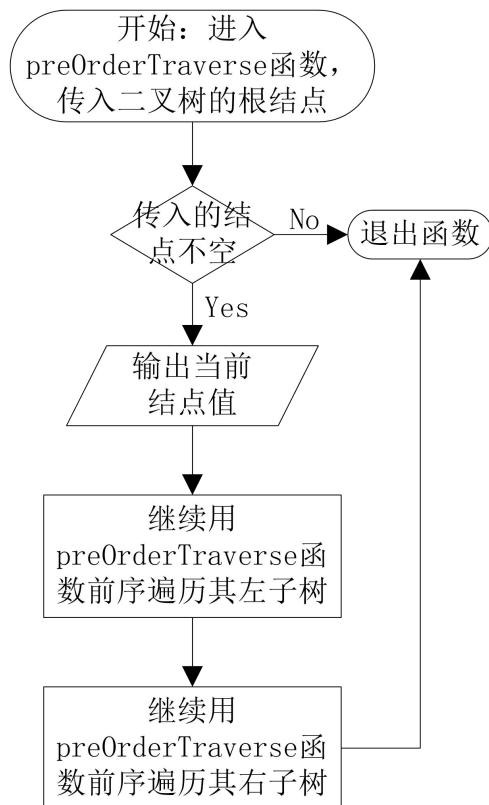 开始：进入
preOrderTraverse函数，
传入二叉树的根结点
传入的结
点不空
No
退出函数
Yes
输出当前
结点值
继续用
preOrderTraverse函
数前序遍历其左子树
继续用
preOrderTraverse函
数前序遍历其右子树